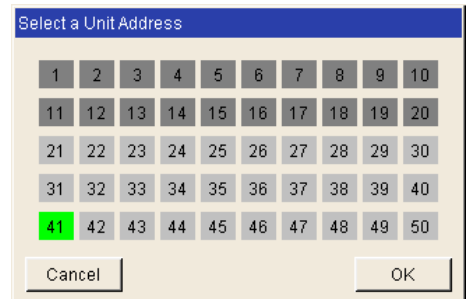 Select a Unit Address
1 2 3 4 5 6 7 8 9 10
11 12 13 14 15 16 17 18 19 20
21 22 23 24 25 26 27 28 29 30
31 32 33 34 35 36 37 38 39 40
41 42 43 44 45 46 47 48 49 50
Cancel OK